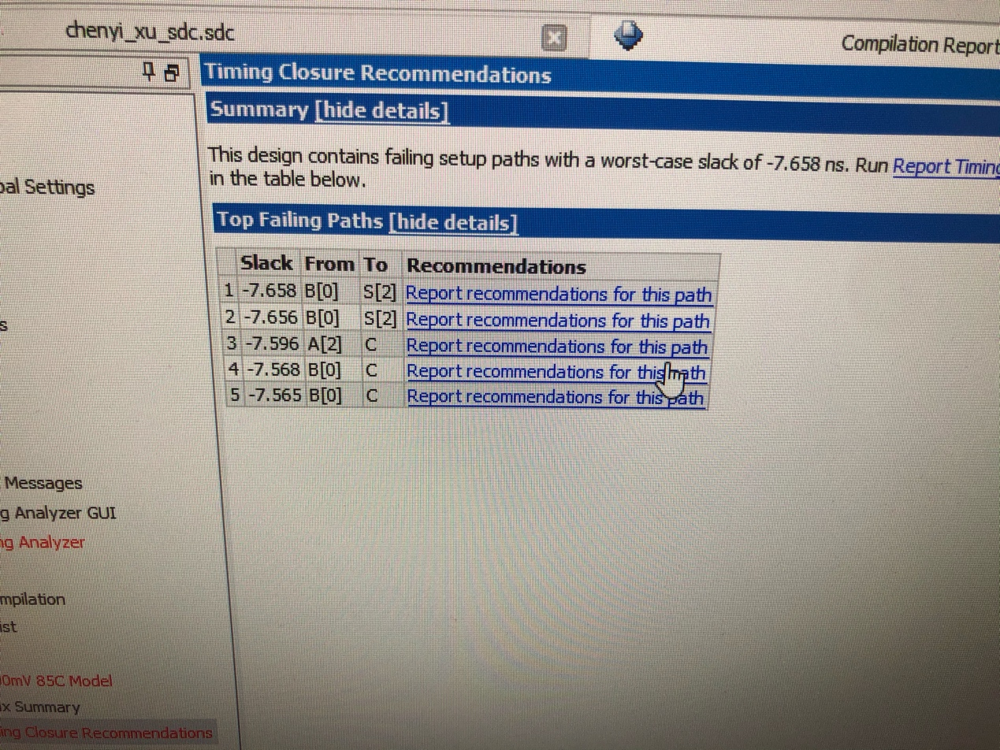 chenyi_xu_sdc.sdc
Compilation Report
Timing Closure Recommendations
Summary [hide details]
This design contains failing setup paths with a worst-case slack of -7.658 ns. Run Report Timing
in the table below.
Top Failing Paths [hide details]
Slack From To Recommendations
1 -7.658 B[0] S[2] Report recommendations for this path
2 -7.656 B[0] S[2] Report recommendations for this path
3 -7.596 A[2] C Report recommendations for this path
4 -7.568 B[0] C Report recommendations for this path
5 -7.565 B[0] C Report recommendations for this path
bal Settings
s
Messages
g Analyzer GUI
ng Analyzer
mpilation
ist
0mV 85C Model
x Summary
ing Closure Recommendations